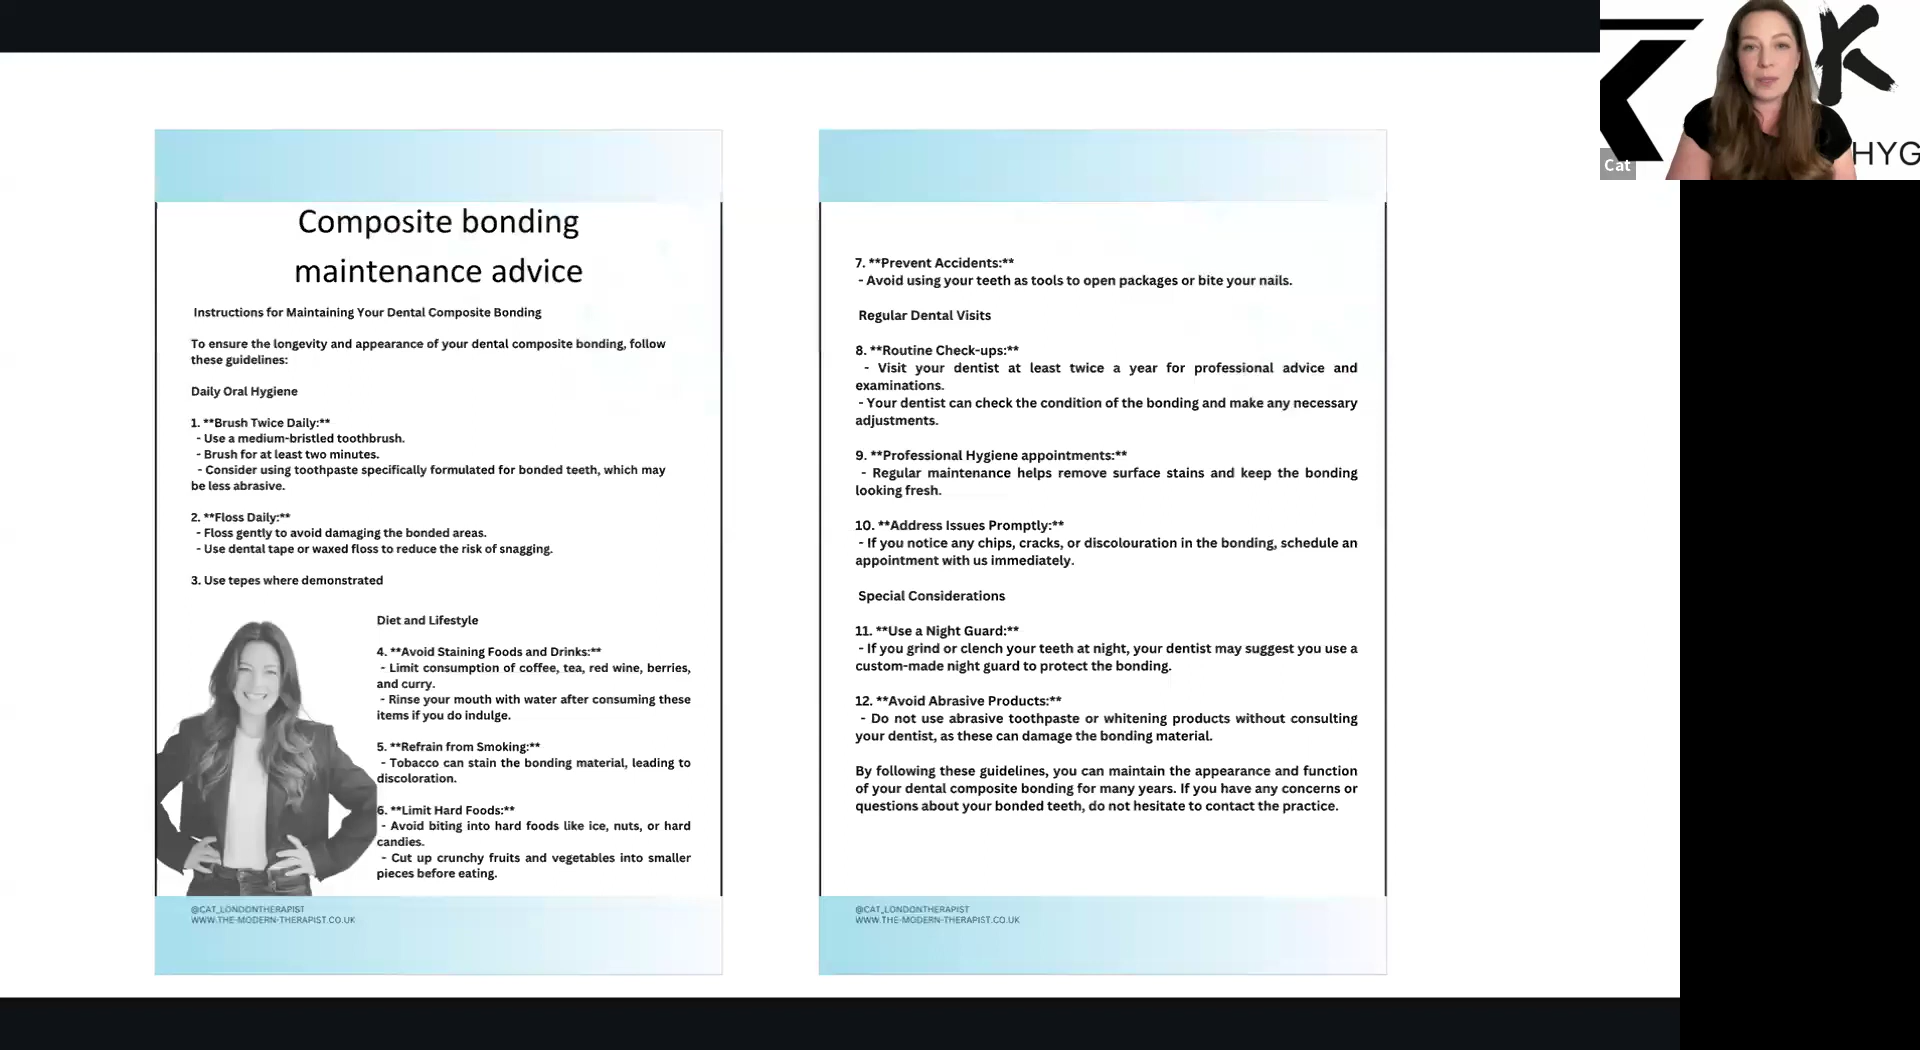 Composite bonding
maintenance advice
Instructions for Maintaining Your Dental Composite Bonding
To ensure the longevity and appearance of your dental composite bonding, follow
these guidelines:
Daily Oral Hygiene
1. **Brush Twice Daily:**
- Use a medium-bristled toothbrush.
- Brush for at least two minutes.
- Consider using toothpaste specifically formulated for bonded teeth, which may
be less abrasive.
2. **Floss Daily:**
- Floss gently to avoid damaging the bonded areas.
- Use dental tape or waxed floss to reduce the risk of snagging.
3. Use tepes where demonstrated
Diet and Lifestyle
4. **Avoid Staining Foods and Drinks:**
- Limit consumption of coffee, tea, red wine, berries,
and curry.
- Rinse your mouth with water after consuming these
items if you do indulge.
5. **Refrain from Smoking:**
- Tobacco can stain the bonding material, leading to
discoloration.
6. **Limit Hard Foods:**
- Avoid biting into hard foods like ice, nuts, or hard
candies.
- Cut up crunchy fruits and vegetables into smaller
pieces before eating.
@CAT_LONDONTHERAPIST
WWW.THE-MODERN-THERAPIST.CO.UK
7. **Prevent Accidents:**
- Avoid using your teeth as tools to open packages or bite your nails.
Regular Dental Visits
8. **Routine Check-ups:**
- Visit your dentist at least twice a year for professional advice and
examinations.
- Your dentist can check the condition of the bonding and make any necessary
adjustments.
9. **Professional Hygiene appointments:**
- Regular maintenance helps remove surface stains and keep the bonding
looking fresh.
10. **Address Issues Promptly:**
- If you notice any chips, cracks, or discolouration in the bonding, schedule an
appointment with us immediately.
Special Considerations
11. **Use a Night Guard:**
- If you grind or clench your teeth at night, your dentist may suggest you use a
custom-made night guard to protect the bonding.
12. **Avoid Abrasive Products:**
- Do not use abrasive toothpaste or whitening products without consulting
your dentist, as these can damage the bonding material.
By following these guidelines, you can maintain the appearance and function
of your dental composite bonding for many years. If you have any concerns or
questions about your bonded teeth, do not hesitate to contact the practice.
@CAT_LONDONTHERAPIST
WWW.THE-MODERN-THERAPIST.CO.UK
K
HYG
Cat